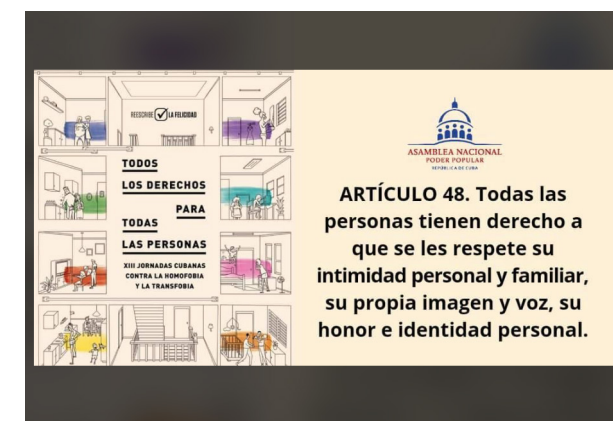 REESCRIBE LA FELICIDAD
TODOS
LOS DERECHOS
PARA
TODAS
LAS PERSONAS
XIII JORNADAS CUBANAS
CONTRA LA HOMOFOBIA
Y LA TRANSFOBIA
ASAMBLEA NACIONAL
PODER POPULAR
REPÚBLICA DE CUBA
ARTÍCULO 48. Todas las
personas tienen derecho a
que se les respete su
intimidad personal y familiar,
su propia imagen y voz, su
honor e identidad personal.